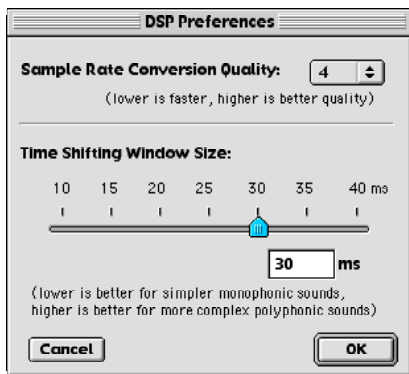 DSP Preferences
Sample Rate Conversion Quality: 4
(lower is faster, higher is better quality)
Time Shifting Window Size:
10 15 20 25 30 35 40 ms
30 ms
(lower is better for simpler monophonic sounds,
higher is better for more complex polyphonic sounds)
Cancel OK